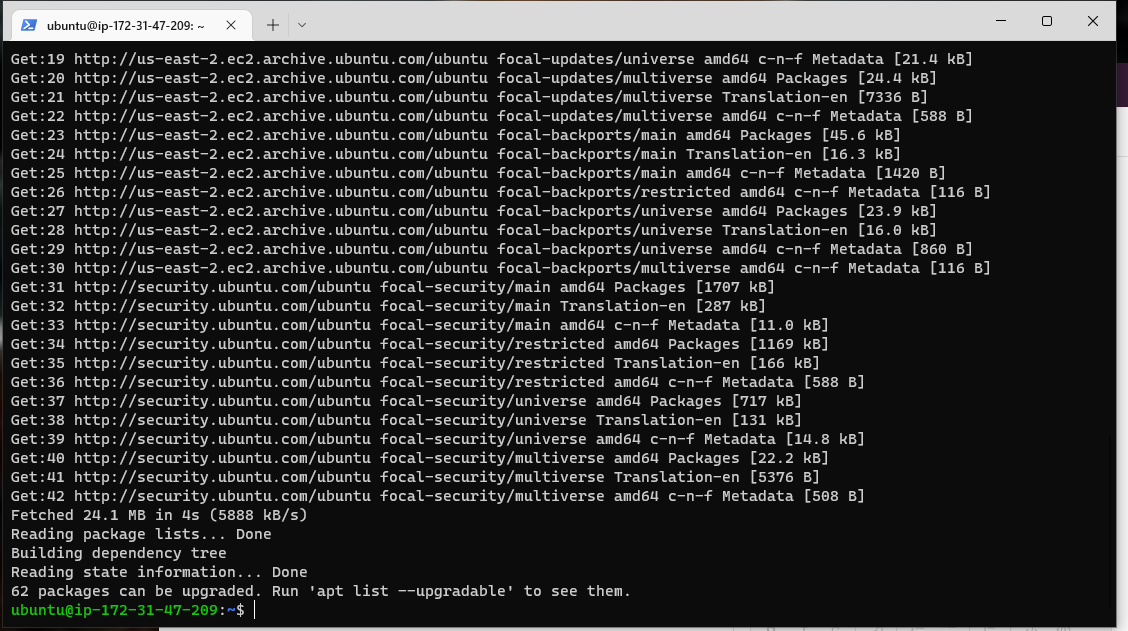 ubuntu@ip-172-31-47-209: ~
Get:19 http://us-east-2.ec2.archive.ubuntu.com/ubuntu focal-updates/universe amd64 c-n-f Metadata [21.4 kB]
Get:20 http://us-east-2.ec2.archive.ubuntu.com/ubuntu focal-updates/multiverse amd64 Packages [24.4 kB]
Get:21 http://us-east-2.ec2.archive.ubuntu.com/ubuntu focal-updates/multiverse Translation-en [7336 B]
Get:22 http://us-east-2.ec2.archive.ubuntu.com/ubuntu focal-updates/multiverse amd64 c-n-f Metadata [588 B]
Get:23 http://us-east-2.ec2.archive.ubuntu.com/ubuntu focal-backports/main amd64 Packages [45.6 kB]
Get:24 http://us-east-2.ec2.archive.ubuntu.com/ubuntu focal-backports/main Translation-en [16.3 kB]
Get:25 http://us-east-2.ec2.archive.ubuntu.com/ubuntu focal-backports/main amd64 c-n-f Metadata [1420 B]
Get:26 http://us-east-2.ec2.archive.ubuntu.com/ubuntu focal-backports/restricted amd64 c-n-f Metadata [116 B]
Get:27 http://us-east-2.ec2.archive.ubuntu.com/ubuntu focal-backports/universe amd64 Packages [23.9 kB]
Get:28 http://us-east-2.ec2.archive.ubuntu.com/ubuntu focal-backports/universe Translation-en [16.0 kB]
Get:29 http://us-east-2.ec2.archive.ubuntu.com/ubuntu focal-backports/universe amd64 c-n-f Metadata [860 B]
Get:30 http://us-east-2.ec2.archive.ubuntu.com/ubuntu focal-backports/multiverse amd64 c-n-f Metadata [116 B]
Get:31 http://security.ubuntu.com/ubuntu focal-security/main amd64 Packages [1707 kB]
Get:32 http://security.ubuntu.com/ubuntu focal-security/main Translation-en [287 kB]
Get:33 http://security.ubuntu.com/ubuntu focal-security/main amd64 c-n-f Metadata [11.0 kB]
Get:34 http://security.ubuntu.com/ubuntu focal-security/restricted amd64 Packages [1169 kB]
Get:35 http://security.ubuntu.com/ubuntu focal-security/restricted Translation-en [166 kB]
Get:36 http://security.ubuntu.com/ubuntu focal-security/restricted amd64 c-n-f Metadata [588 B]
Get:37 http://security.ubuntu.com/ubuntu focal-security/universe amd64 Packages [717 kB]
Get:38 http://security.ubuntu.com/ubuntu focal-security/universe Translation-en [131 kB]
Get:39 http://security.ubuntu.com/ubuntu focal-security/universe amd64 c-n-f Metadata [14.8 kB]
Get:40 http://security.ubuntu.com/ubuntu focal-security/multiverse amd64 Packages [22.2 kB]
Get:41 http://security.ubuntu.com/ubuntu focal-security/multiverse Translation-en [5376 B]
Get:42 http://security.ubuntu.com/ubuntu focal-security/multiverse amd64 c-n-f Metadata [508 B]
Fetched 24.1 MB in 4s (5888 kB/s)
Reading package lists... Done
Building dependency tree
Reading state information... Done
62 packages can be upgraded. Run 'apt list --upgradable' to see them.
ubuntu@ip-172-31-47-209:~$